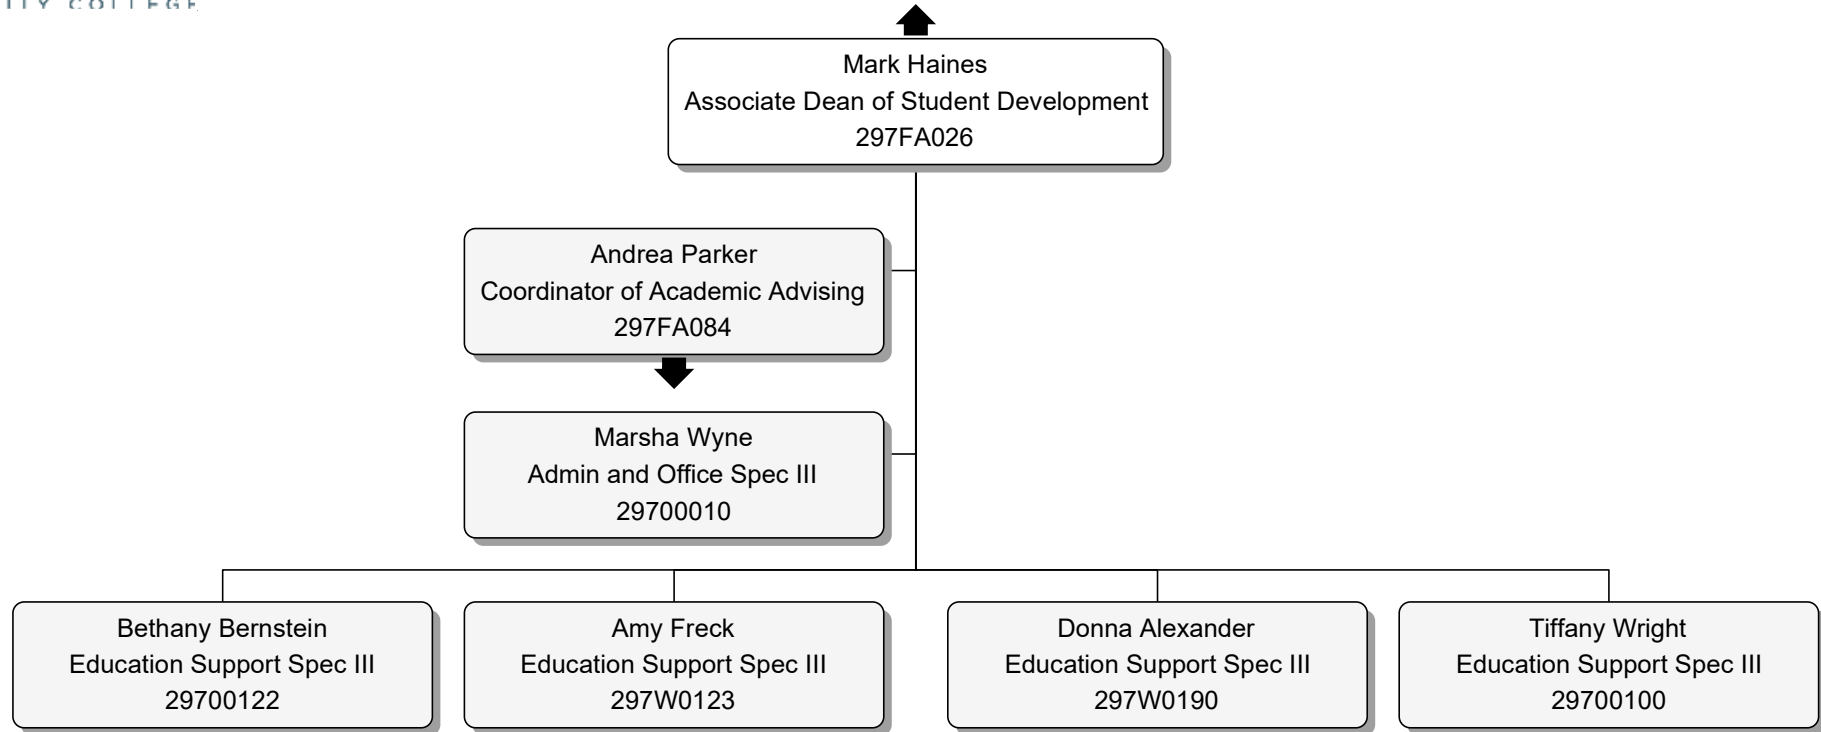 COLLEGE
Mark Haines
Associate Dean of Student Development
297FA026
Andrea Parker
Coordinator of Academic Advising
297FA084
Marsha Wyne
Admin and Office Spec III
29700010
Bethany Bernstein
Education Support Spec III
29700122
Amy Freck
Education Support Spec III
297W0123
Donna Alexander
Education Support Spec III
297W0190
Tiffany Wright
Education Support Spec III
29700100